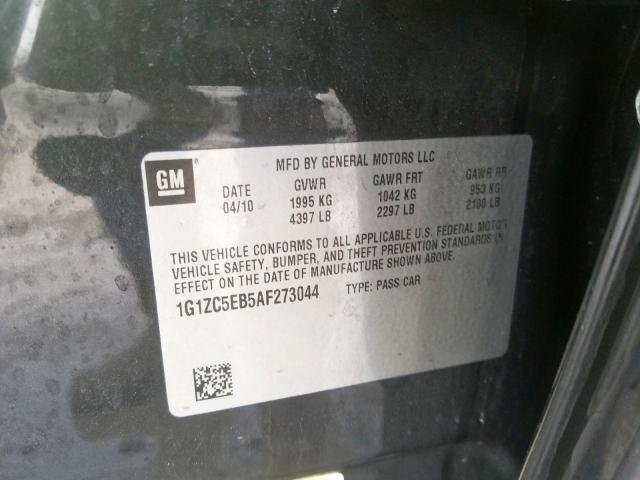 GM
MFD BY GENERAL MOTORS LLC
DATE GVWR GAWR FRT GAWR RR
04/10 1995 KG 1042 KG 953 KG
4397 LB 2297 LB 2100 LB
THIS VEHICLE CONFORMS TO ALL APPLICABLE U.S. FEDERAL MOTOR
VEHICLE SAFETY, BUMPER, AND THEFT PREVENTION STANDARDS IN
EFFECT ON THE DATE OF MANUFACTURE SHOWN ABOVE.
1G1ZC5EB5AF273044 TYPE: PASS CAR